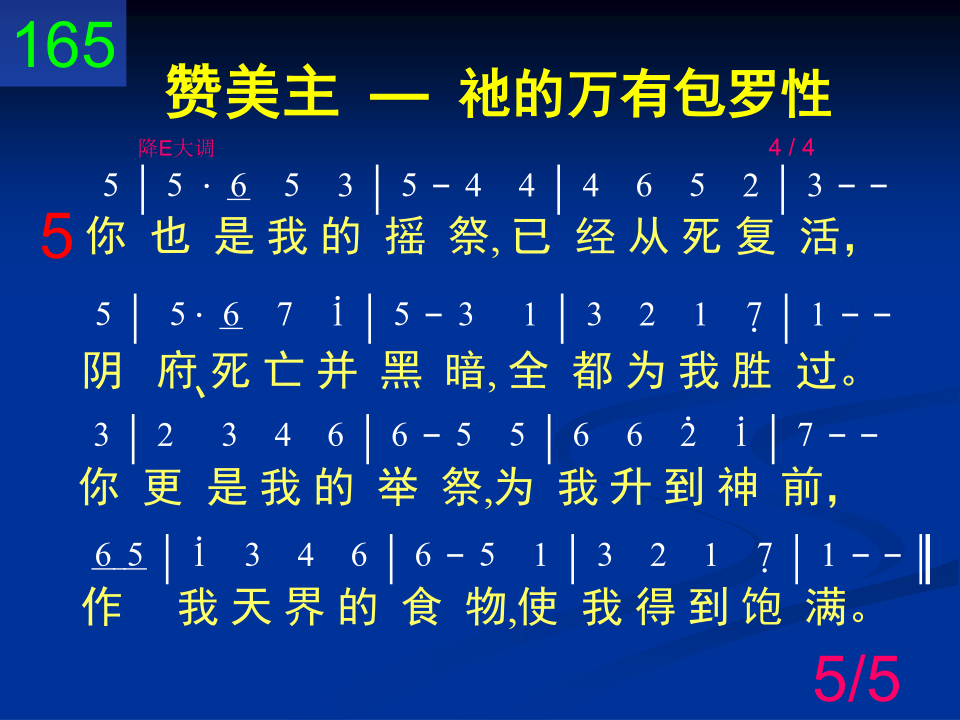 165
赞美主 — 祂的万有包罗性
降E大调 4 / 4
5 | 5 · 6 5 3 | 5 – 4 4 | 4 6 5 2 | 3 – –
5 你 也 是 我 的 摇 祭, 已 经 从 死 复 活，
5 | 5 · 6 7 1̇ | 5 – 3 1 | 3 2 1 7̣ | 1 – –
阴 府、死 亡 并 黑 暗, 全 都 为 我 胜 过。
3 | 2 3 4 6 | 6 – 5 5 | 6 6 2̇ 1̇ | 7 – –
你 更 是 我 的 举 祭,为 我 升 到 神 前，
6 5 | 1̇ 3 4 6 | 6 – 5 1 | 3 2 1 7̣ | 1 – – ‖
作 我 天 界 的 食 物,使 我 得 到 饱 满。
5/5